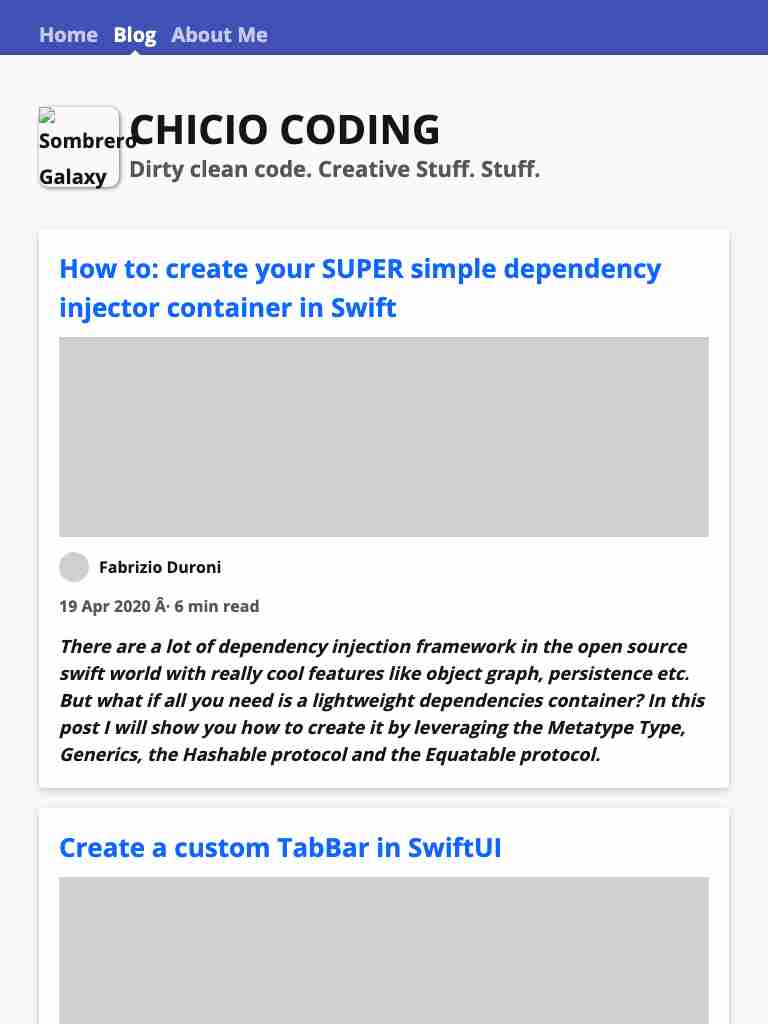 Home Blog About Me
Sombrero
Galaxy
CHICIO CODING
Dirty clean code. Creative Stuff. Stuff.
How to: create your SUPER simple dependency
injector container in Swift
Fabrizio Duroni
19 Apr 2020 Â· 6 min read
There are a lot of dependency injection framework in the open source
swift world with really cool features like object graph, persistence etc.
But what if all you need is a lightweight dependencies container? In this
post I will show you how to create it by leveraging the Metatype Type,
Generics, the Hashable protocol and the Equatable protocol.
Create a custom TabBar in SwiftUI